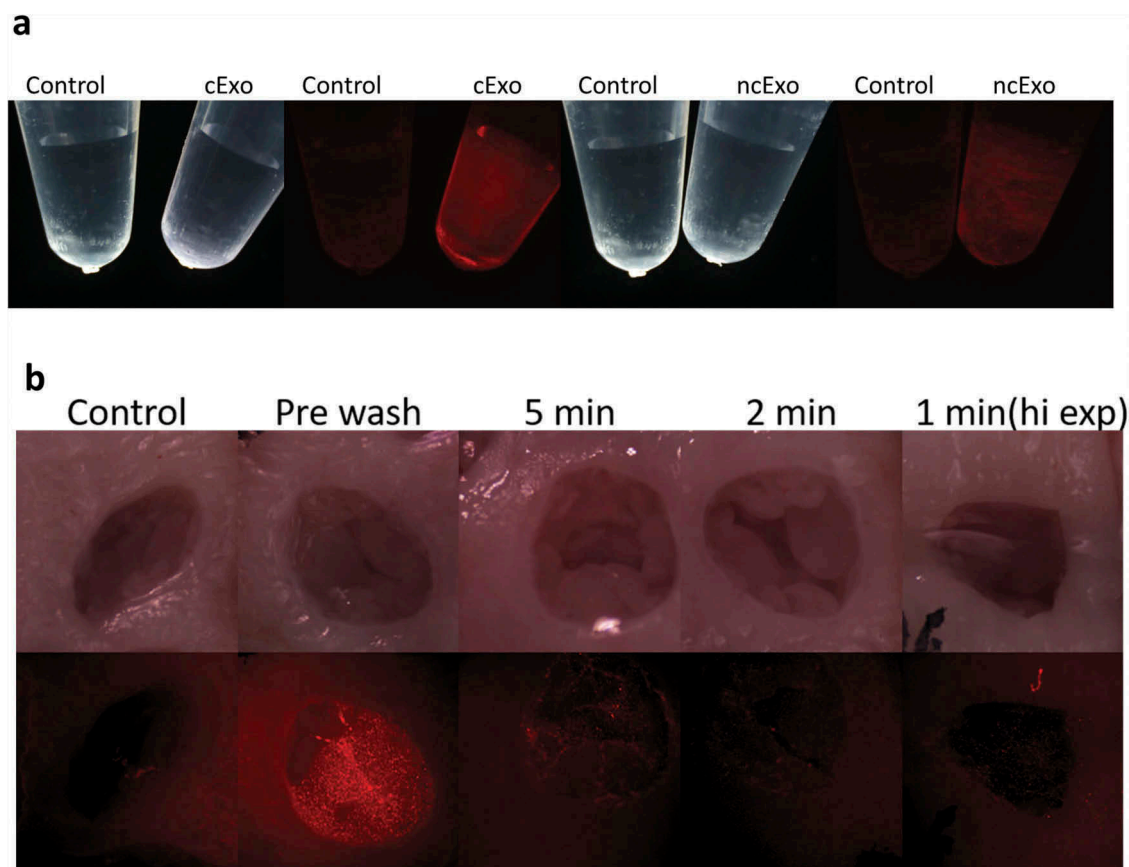 a
Control cExo Control cExo Control ncExo Control ncExo
b
Control Pre wash 5 min 2 min 1 min(hi exp)